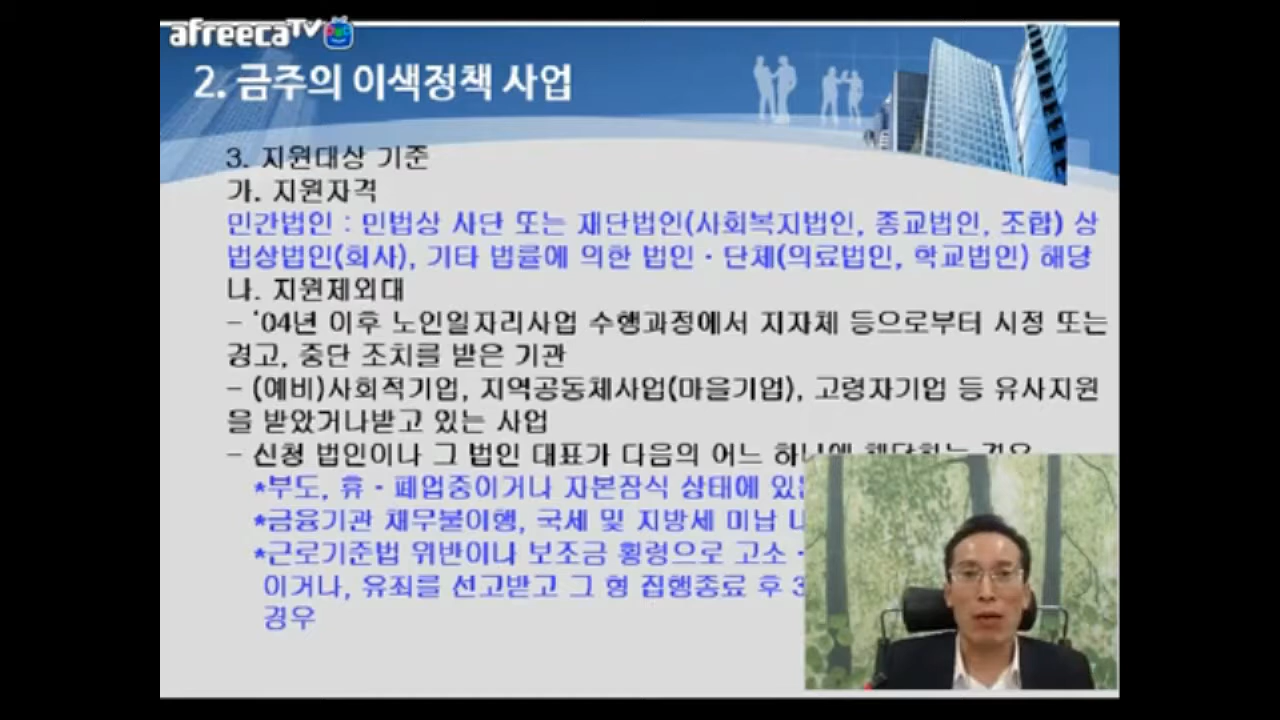 afreecaTV
2. 금주의 이색정책 사업
3. 지원대상 기준
가. 지원자격
민간법인 : 민법상 사단 또는 재단법인(사회복지법인, 종교법인, 조합) 상
법상법인(회사), 기타 법률에 의한 법인·단체(의료법인, 학교법인) 해당
나. 지원제외대
- '04년 이후 노인일자리사업 수행과정에서 지자체 등으로부터 시정 또는
경고, 중단 조치를 받은 기관
- (예비)사회적기업, 지역공동체사업(마을기업), 고령자기업 등 유사지원
을 받았거나받고 있는 사업
- 신청 법인이나 그 법인 대표가 다음의 어느 하나에 해당하는 경우
*부도, 휴·폐업중이거나 자본잠식 상태에 있는
*금융기관 채무불이행, 국세 및 지방세 미납
*근로기준법 위반이나 보조금 횡령으로 고소·
이거나, 유죄를 선고받고 그 형 집행종료 후 3
경우